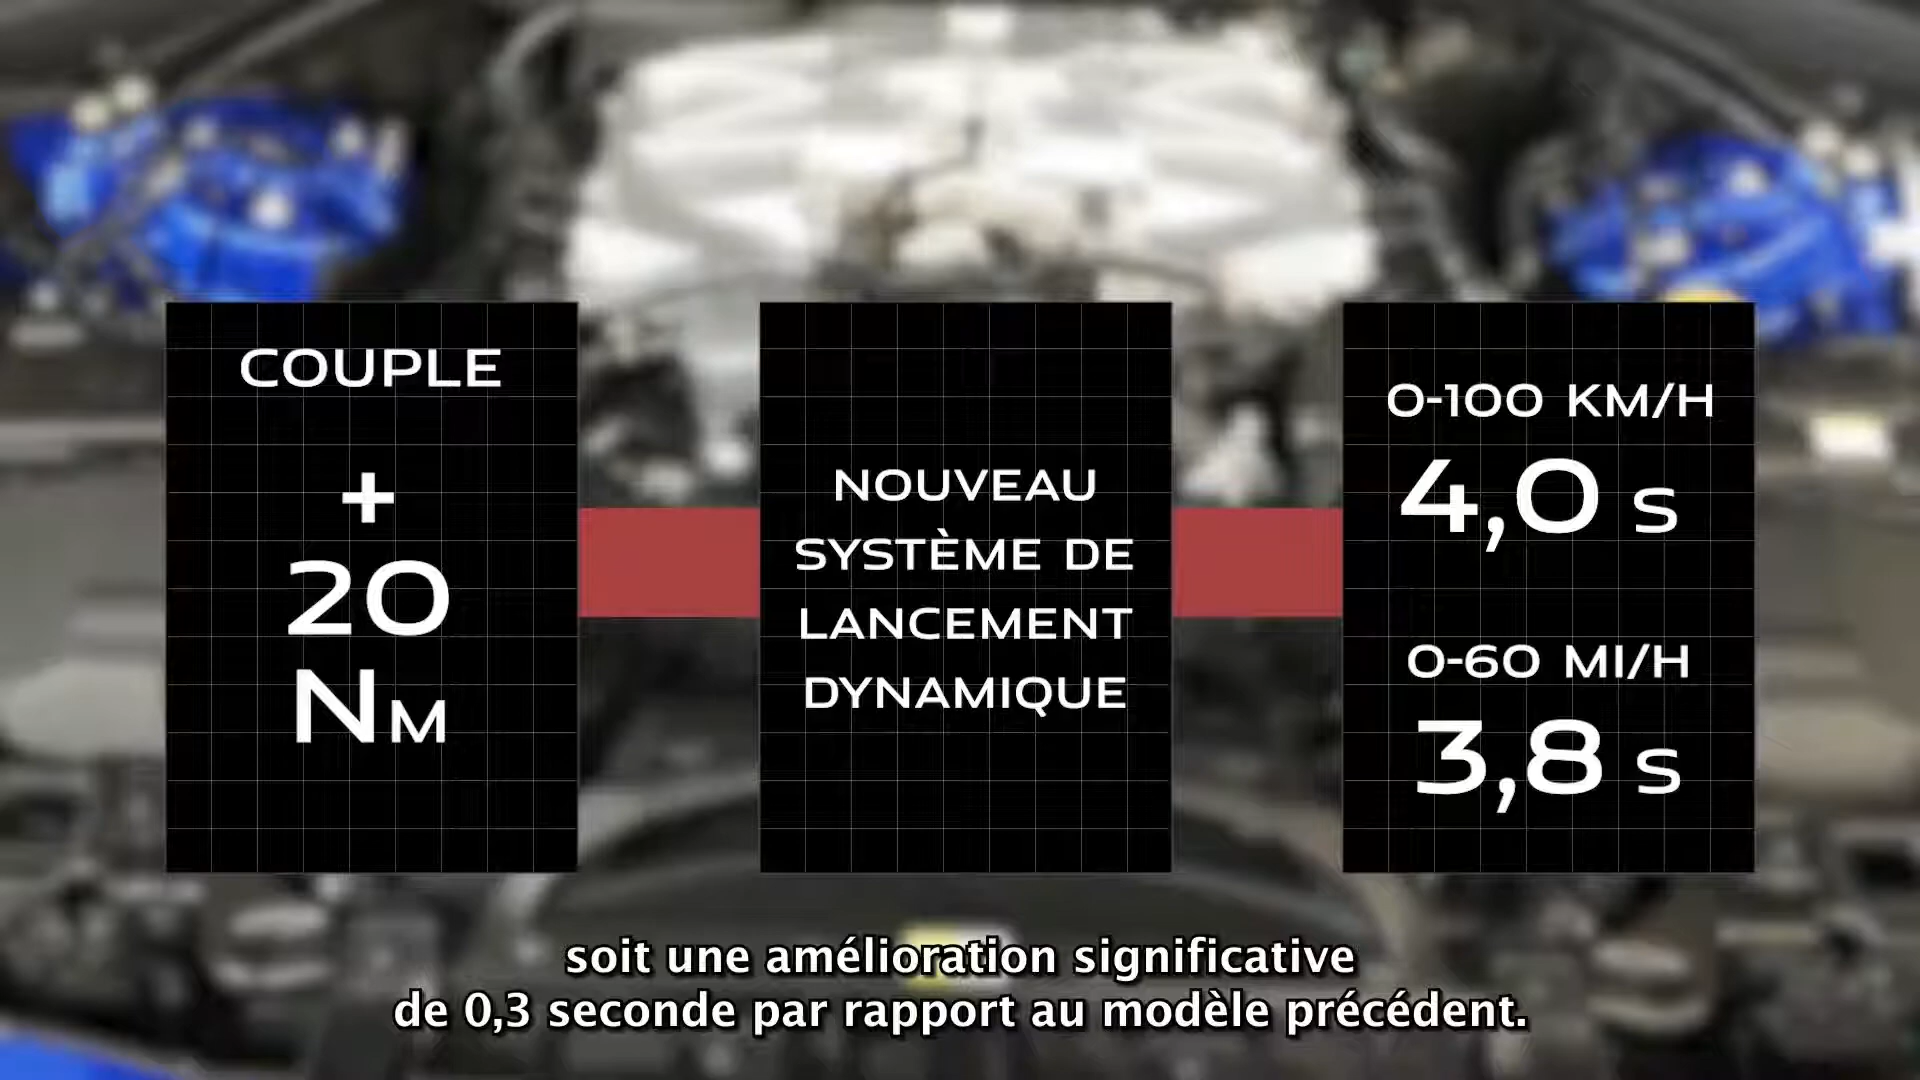 COUPLE
+
20
NM
NOUVEAU
SYSTÈME DE
LANCEMENT
DYNAMIQUE
0-100 KM/H
4,0 S
0-60 MI/H
3,8 S
soit une amélioration significative
de 0,3 seconde par rapport au modèle précédent.